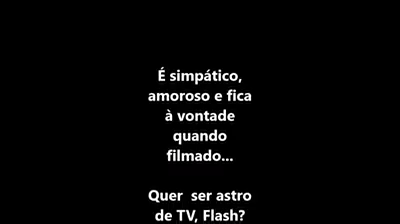 É simpático,
amoroso e fica
à vontade
quando
filmado...
Quer ser astro
de TV, Flash?